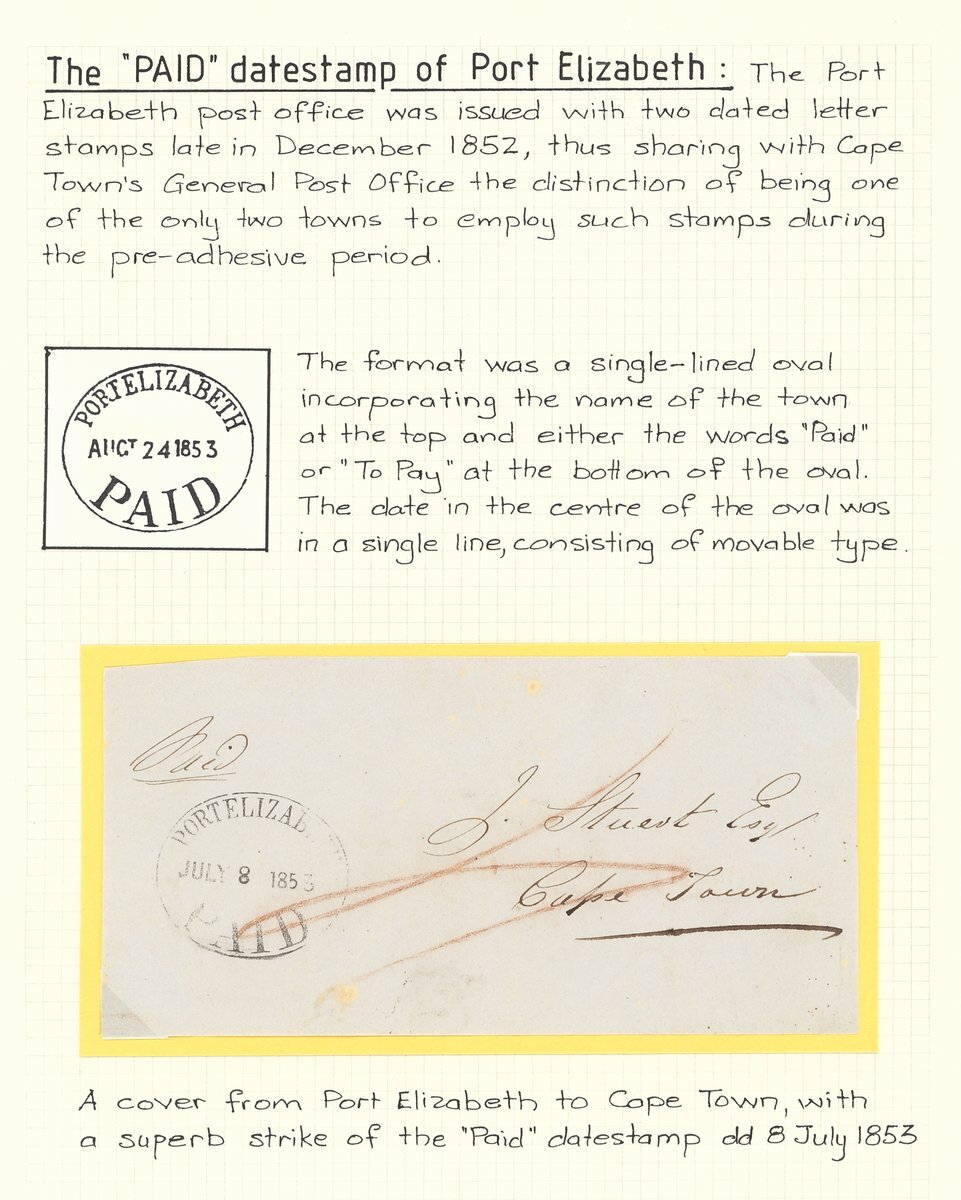 The "PAID" datestamp of Port Elizabeth : The Port
Elizabeth post office was issued with two dated letter
stamps late in December 1852, thus sharing with Cape
Town's General Post Office the distinction of being one
of the only two towns to employ such stamps during
the pre-adhesive period.
PORT ELIZABETH
AUGT 24 1853
PAID
The format was a single-lined oval
incorporating the name of the town
at the top and either the words "Paid"
or "To Pay" at the bottom of the oval.
The date in the centre of the oval was
in a single line, consisting of movable type.
Paid
PORT ELIZAB
JULY 8 1853
PAID
J. Stuart Esqr
Cape Town
A cover from Port Elizabeth to Cape Town, with
a superb strike of the "Paid" datestamp dd 8 July 1853